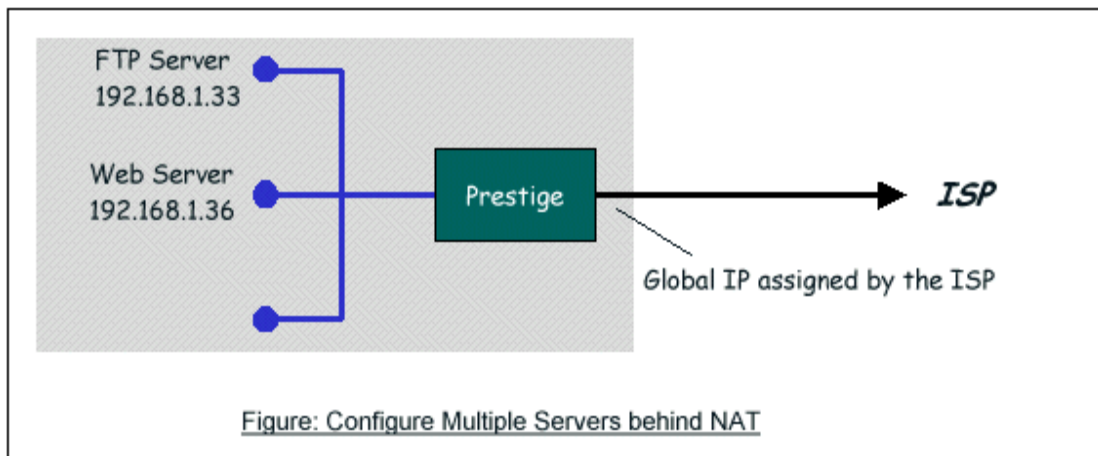 FTP Server
192.168.1.33
Web Server
192.168.1.36
Prestige
ISP
Global IP assigned by the ISP
Figure: Configure Multiple Servers behind NAT